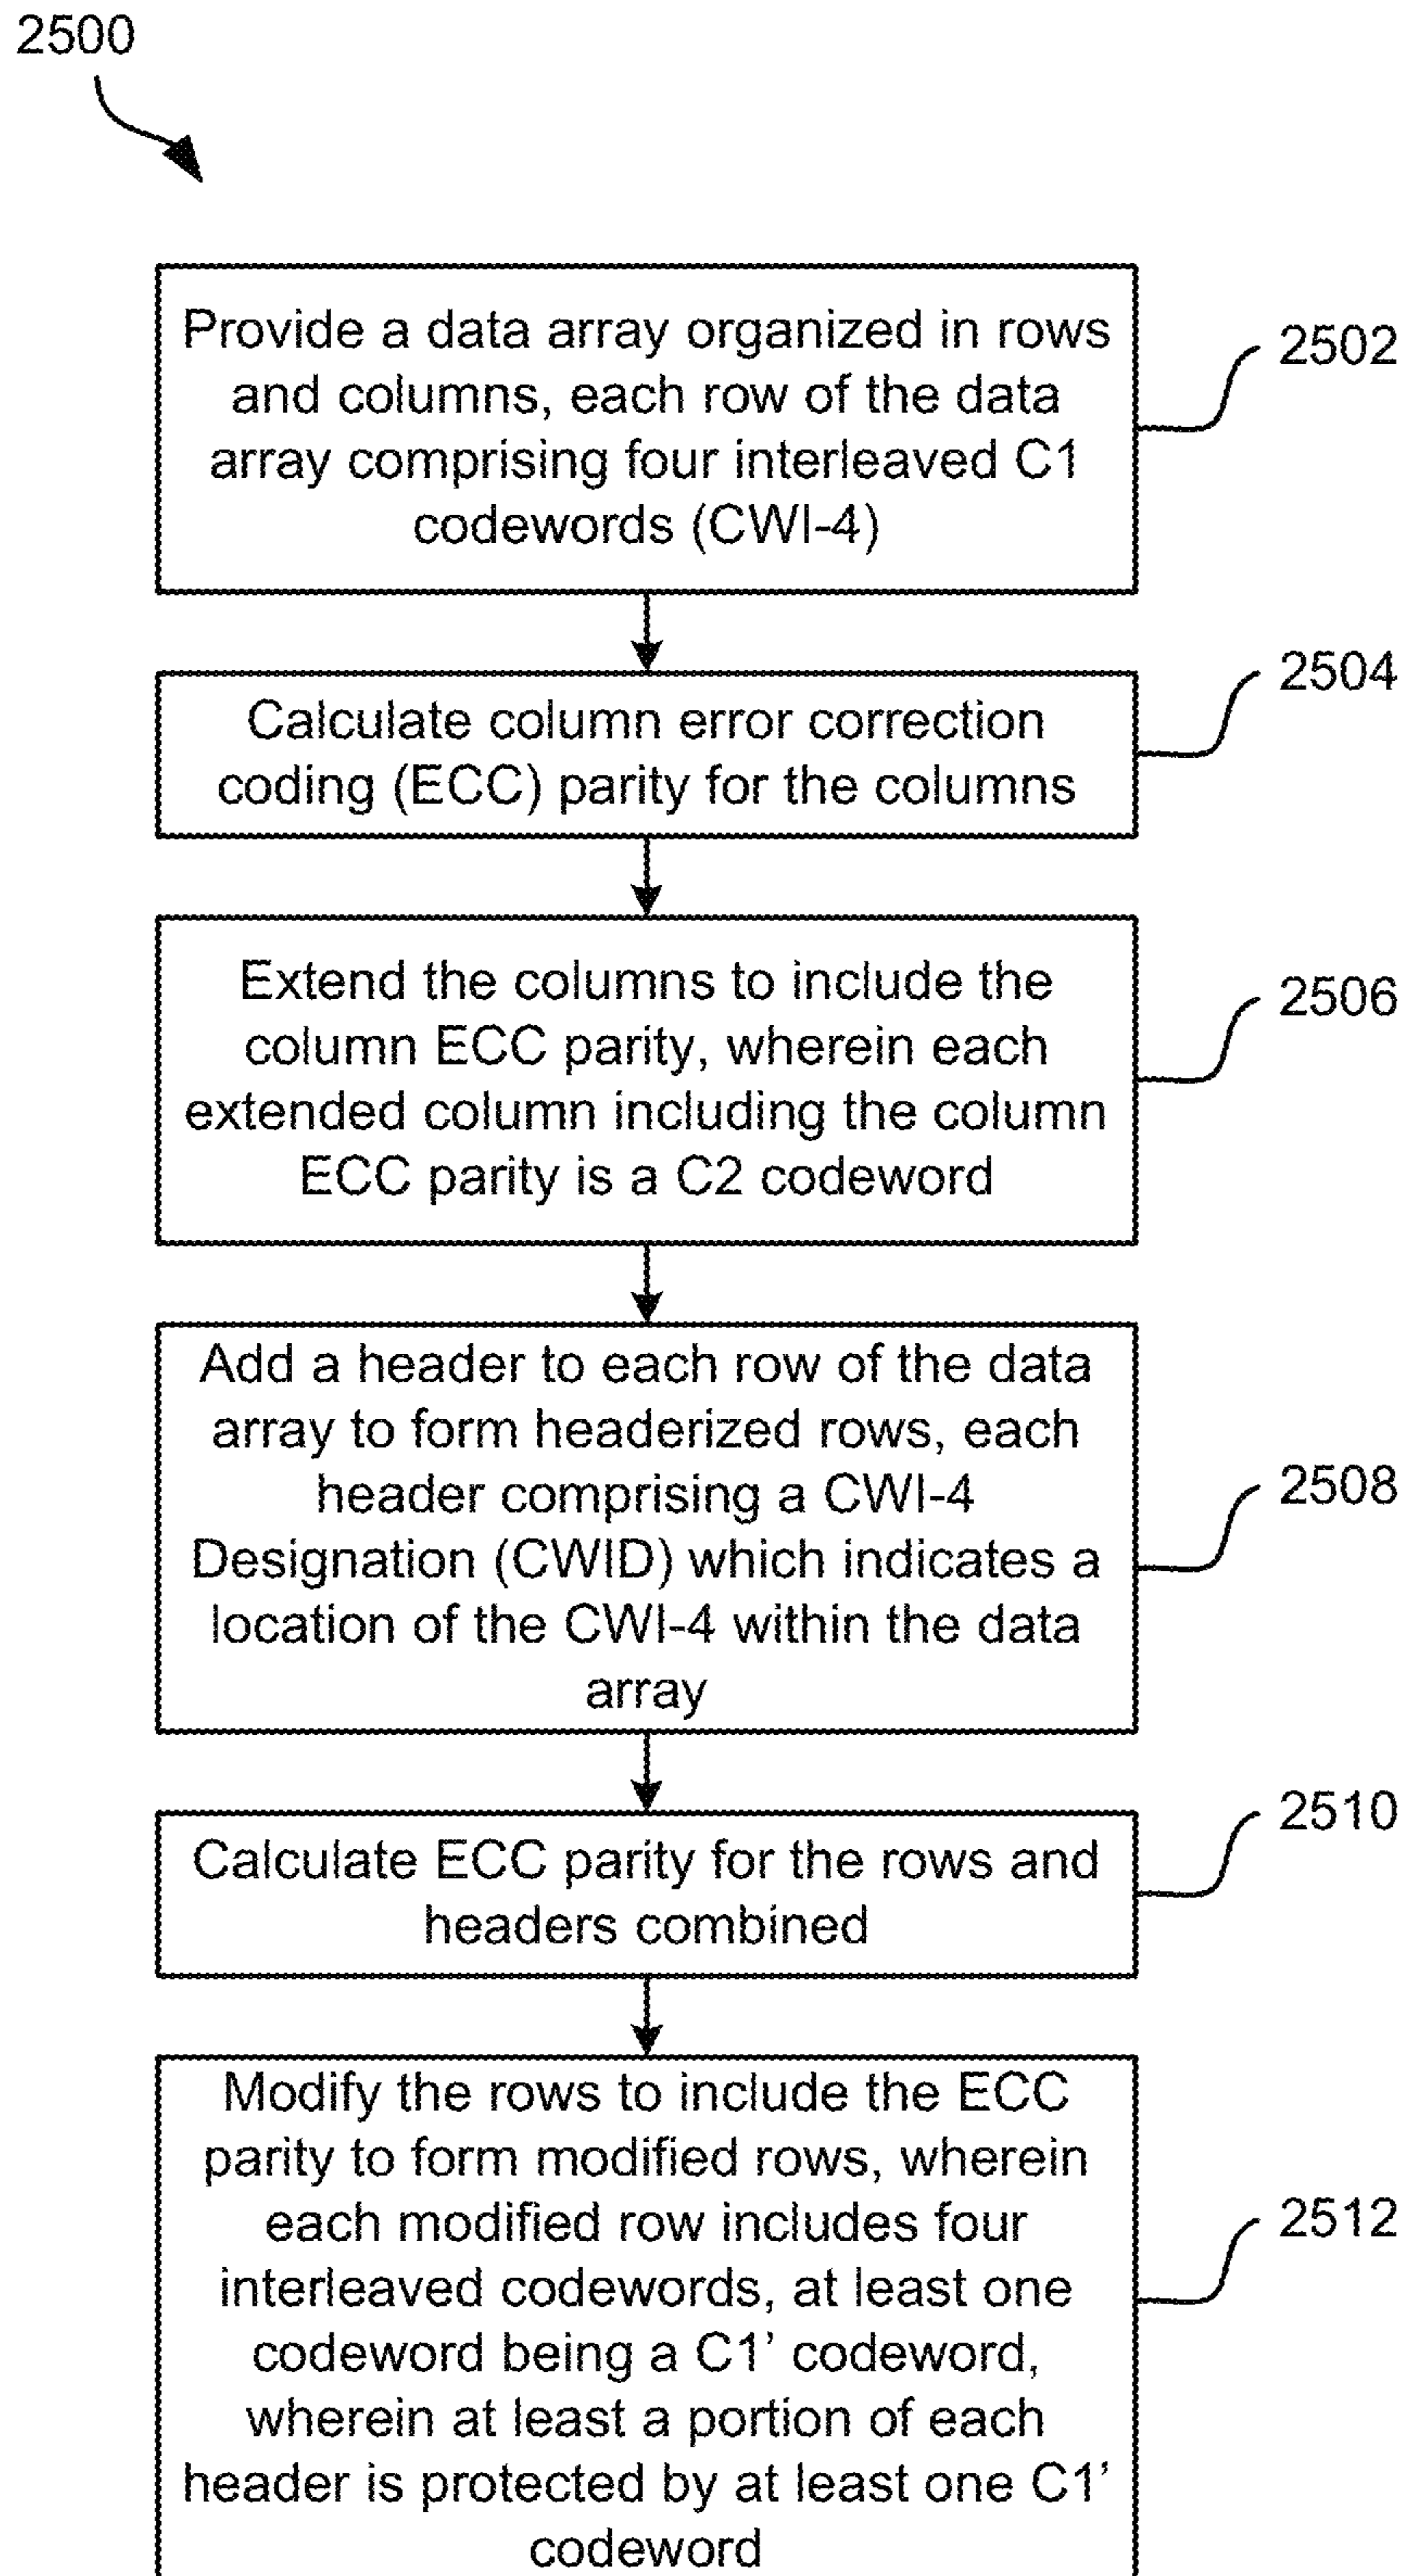 2500
Provide a data array organized in rows
and columns, each row of the data
array comprising four interleaved C1
codewords (CWI-4)
2502
Calculate column error correction
coding (ECC) parity for the columns
2504
Extend the columns to include the
column ECC parity, wherein each
extended column including the column
ECC parity is a C2 codeword
2506
Add a header to each row of the data
array to form headerized rows, each
header comprising a CWI-4
Designation (CWID) which indicates a
location of the CWI-4 within the data
array
2508
Calculate ECC parity for the rows and
headers combined
2510
Modify the rows to include the ECC
parity to form modified rows, wherein
each modified row includes four
interleaved codewords, at least one
codeword being a C1’ codeword,
wherein at least a portion of each
header is protected by at least one C1’
codeword
2512